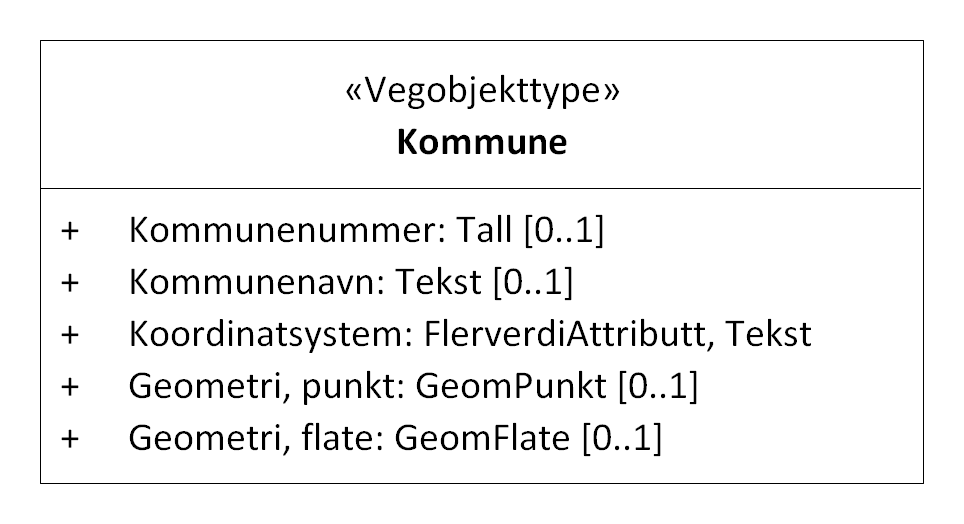 «Vegobjekttype»
Kommune
+ Kommunenummer: Tall [0..1]
+ Kommunenavn: Tekst [0..1]
+ Koordinatsystem: FlerverdiAttributt, Tekst
+ Geometri, punkt: GeomPunkt [0..1]
+ Geometri, flate: GeomFlate [0..1]